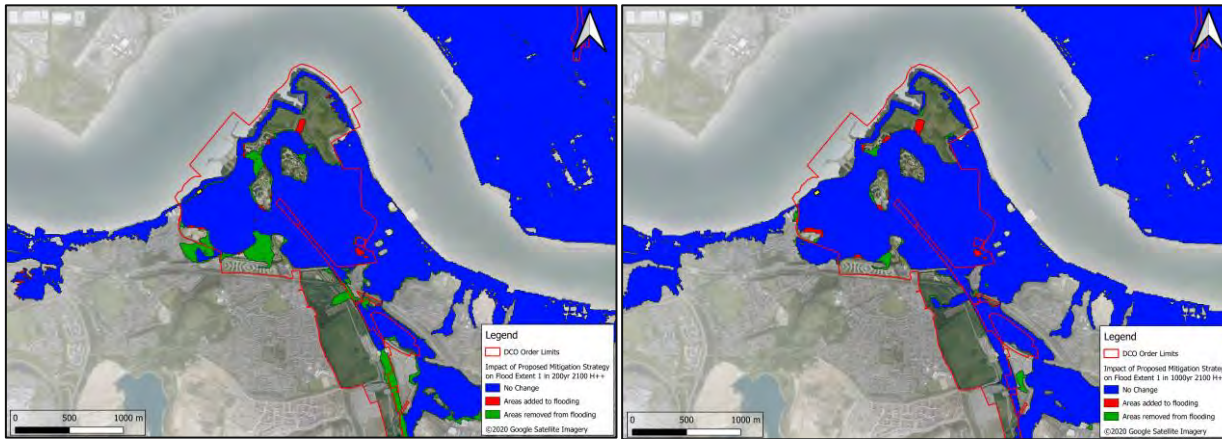 Legend
DCO Order Limits
Impact of Proposed Mitigation Strategy
on Flood Extent 1 in 200yr 2100 H++
No Change
Areas added to flooding
Areas removed from flooding
©2020 Google Satellite Imagery
0 500 1000 m
Legend
DCO Order Limits
Impact of Proposed Mitigation Strategy
on Flood Extent 1 in 1000yr 2100 H++
No Change
Areas added to flooding
Areas removed from flooding
©2020 Google Satellite Imagery
0 500 1000 m